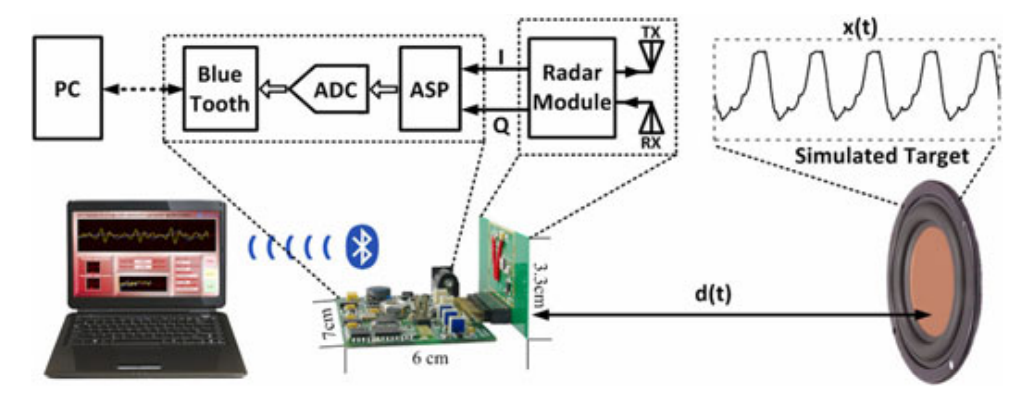 x(t)
TX
PC
Blue
Tooth
ADC
ASP
I
Q
Radar
Module
RX
Simulated Target
3.3cm
d(t)
7cm
6 cm